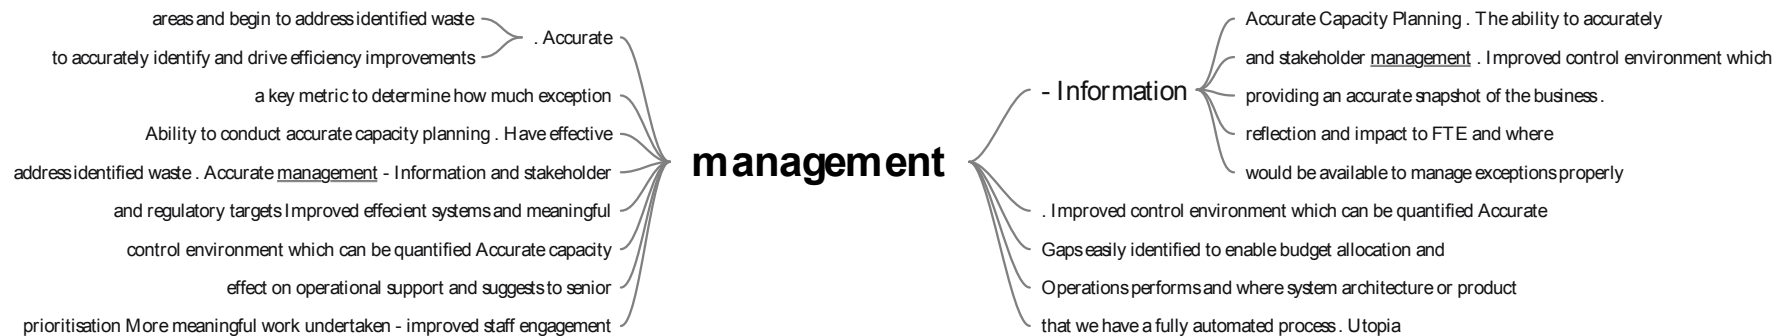 areas and begin to address identified waste
to accurately identify and drive efficiency improvements
. Accurate
a key metric to determine how much exception
Ability to conduct accurate capacity planning . Have effective
address identified waste . Accurate management - Information and stakeholder
and regulatory targets Improved effecient systems and meaningful
control environment which can be quantified Accurate capacity
effect on operational support and suggests to senior
prioritisation More meaningful work undertaken - improved staff engagement
management
- Information
Accurate Capacity Planning . The ability to accurately
and stakeholder management . Improved control environment which
providing an accurate snapshot of the business .
reflection and impact to FTE and where
would be available to manage exceptions properly
. Improved control environment which can be quantified Accurate
Gaps easily identified to enable budget allocation and
Operations performs and where system architecture or product
that we have a fully automated process . Utopia